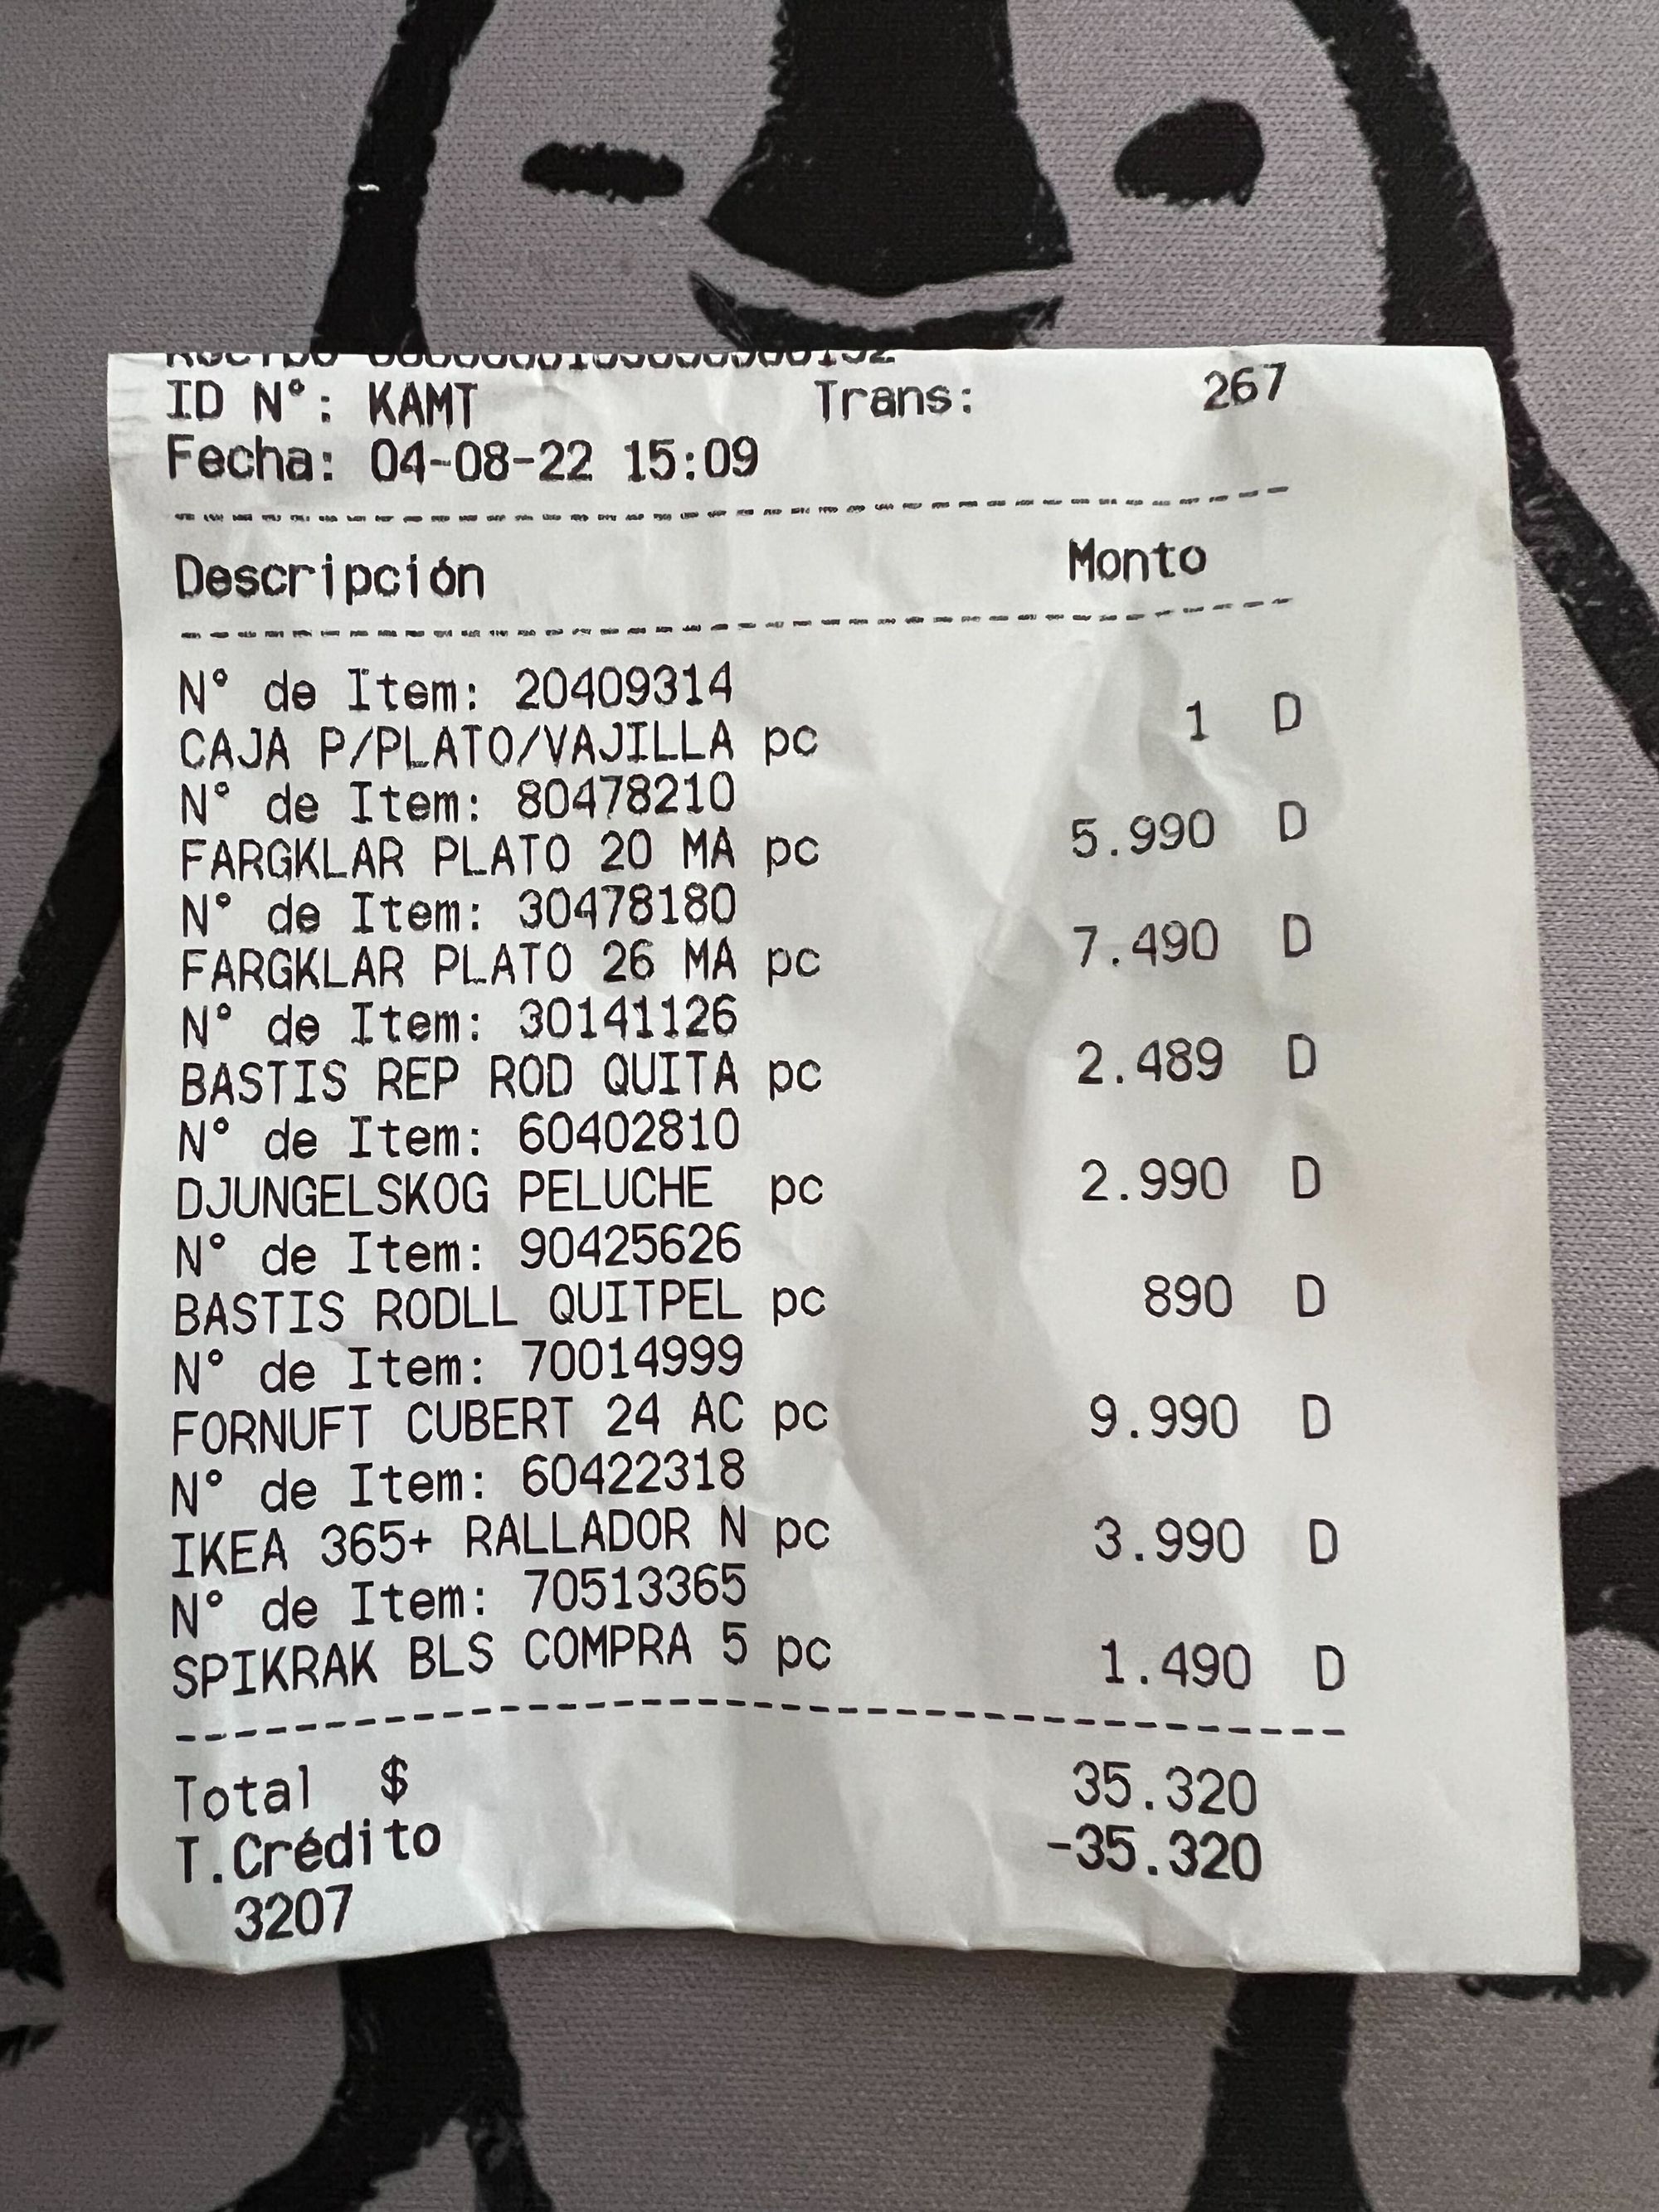 ID N°: KAMT Trans: 267
Fecha: 04-08-22 15:09
Descripción Monto
N° de Item: 20409314
CAJA P/PLATO/VAJILLA pc 1 D
N° de Item: 80478210
FARGKLAR PLATO 20 MA pc 5.990 D
N° de Item: 30478180
FARGKLAR PLATO 26 MA pc 7.490 D
N° de Item: 30141126
BASTIS REP ROD QUITA pc 2.489 D
N° de Item: 60402810
DJUNGELSKOG PELUCHE pc 2.990 D
N° de Item: 90425626
BASTIS RODLL QUITPEL pc 890 D
N° de Item: 70014999
FORNUFT CUBERT 24 AC pc 9.990 D
N° de Item: 60422318
IKEA 365+ RALLADOR N pc 3.990 D
N° de Item: 70513365
SPIKRAK BLS COMPRA 5 pc 1.490 D
Total $ 35.320
T.Crédito -35.320
3207